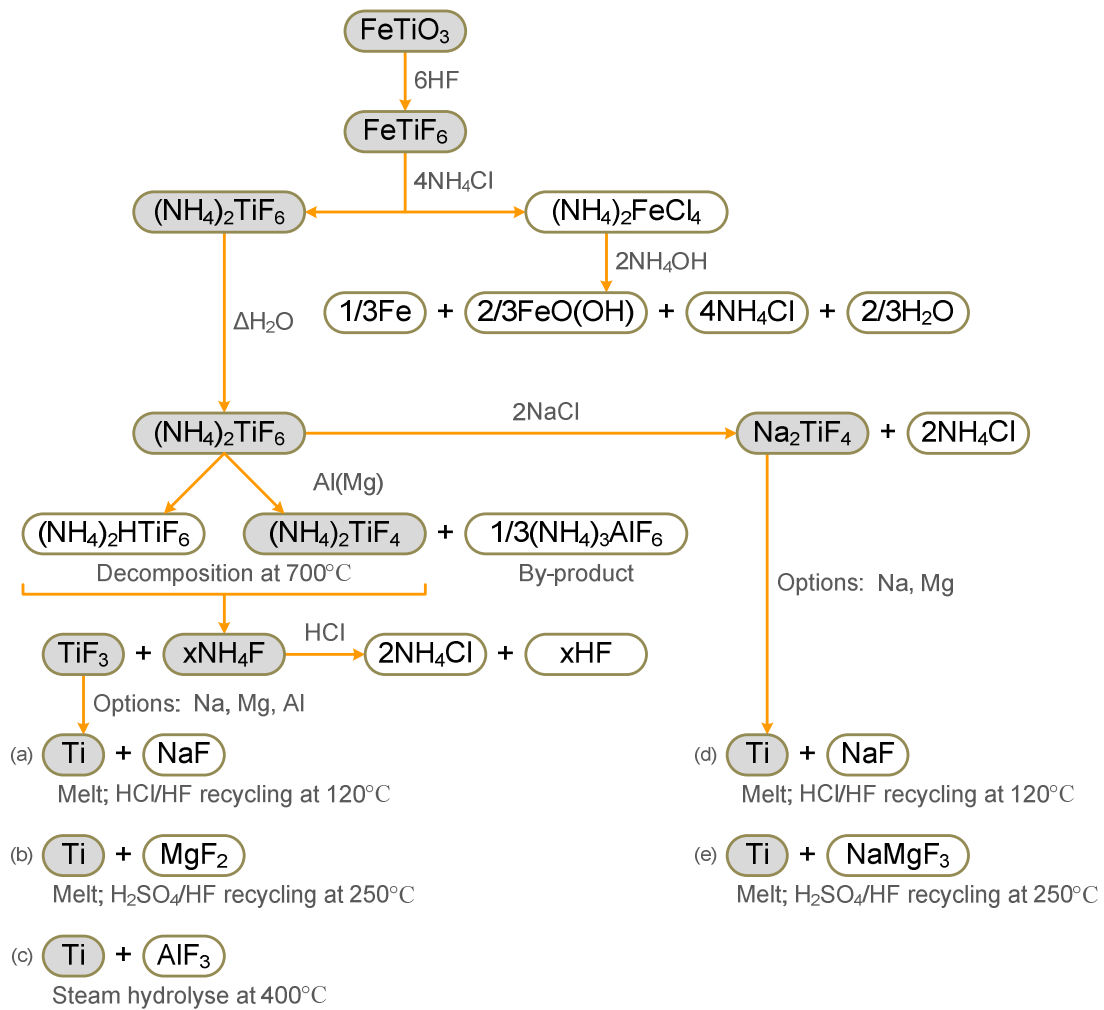 FeTiO₃
6HF
FeTiF₆
4NH₄Cl
(NH₄)₂TiF₆ (NH₄)₂FeCl₄
2NH₄OH
1/3Fe + 2/3FeO(OH) + 4NH₄Cl + 2/3H₂O
ΔH₂O
2NaCl
(NH₄)₂TiF₆ Na₂TiF₄ + 2NH₄Cl
Al(Mg)
(NH₄)₂HTiF₆ (NH₄)₂TiF₄ + 1/3(NH₄)₃AlF₆
Decomposition at 700°C By-product
Options: Na, Mg
HCl
TiF₃ + xNH₄F 2NH₄Cl + xHF
Options: Na, Mg, Al
(a) Ti + NaF (d) Ti + NaF
Melt; HCl/HF recycling at 120°C Melt; HCl/HF recycling at 120°C
(b) Ti + MgF₂ (e) Ti + NaMgF₃
Melt; H₂SO₄/HF recycling at 250°C Melt; H₂SO₄/HF recycling at 250°C
(c) Ti + AlF₃
Steam hydrolyse at 400°C